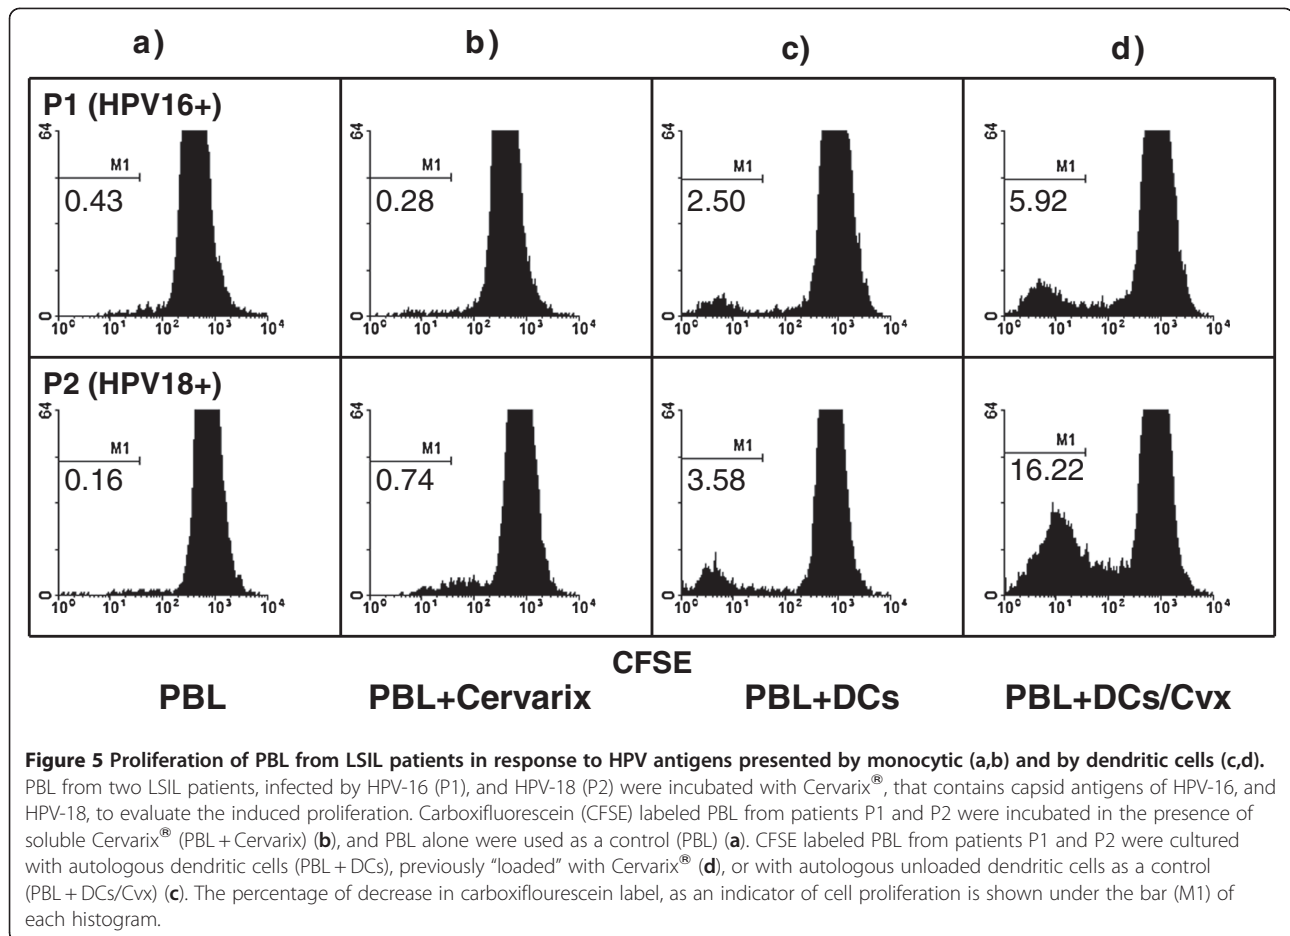 a) b) c) d)
P1 (HPV16+)
64 M1 64 M1 64 M1 64 M1
0.43 0.28 2.50 5.92
0 0 0 0
10⁰ 10¹ 10² 10³ 10⁴ 10⁰ 10¹ 10² 10³ 10⁴ 10⁰ 10¹ 10² 10³ 10⁴ 10⁰ 10¹ 10² 10³ 10⁴
P2 (HPV18+)
64 M1 64 M1 64 M1 64 M1
0.16 0.74 3.58 16.22
0 0 0 0
10⁰ 10¹ 10² 10³ 10⁴ 10⁰ 10¹ 10² 10³ 10⁴ 10⁰ 10¹ 10² 10³ 10⁴ 10⁰ 10¹ 10² 10³ 10⁴
CFSE
PBL PBL+Cervarix PBL+DCs PBL+DCs/Cvx
Figure 5 Proliferation of PBL from LSIL patients in response to HPV antigens presented by monocytic (a,b) and by dendritic cells (c,d).
PBL from two LSIL patients, infected by HPV-16 (P1), and HPV-18 (P2) were incubated with Cervarix®, that contains capsid antigens of HPV-16, and
HPV-18, to evaluate the induced proliferation. Carboxifluorescein (CFSE) labeled PBL from patients P1 and P2 were incubated in the presence of
soluble Cervarix® (PBL + Cervarix) (b), and PBL alone were used as a control (PBL) (a). CFSE labeled PBL from patients P1 and P2 were cultured
with autologous dendritic cells (PBL + DCs), previously “loaded” with Cervarix® (d), or with autologous unloaded dendritic cells as a control
(PBL + DCs/Cvx) (c). The percentage of decrease in carboxiflourescein label, as an indicator of cell proliferation is shown under the bar (M1) of
each histogram.